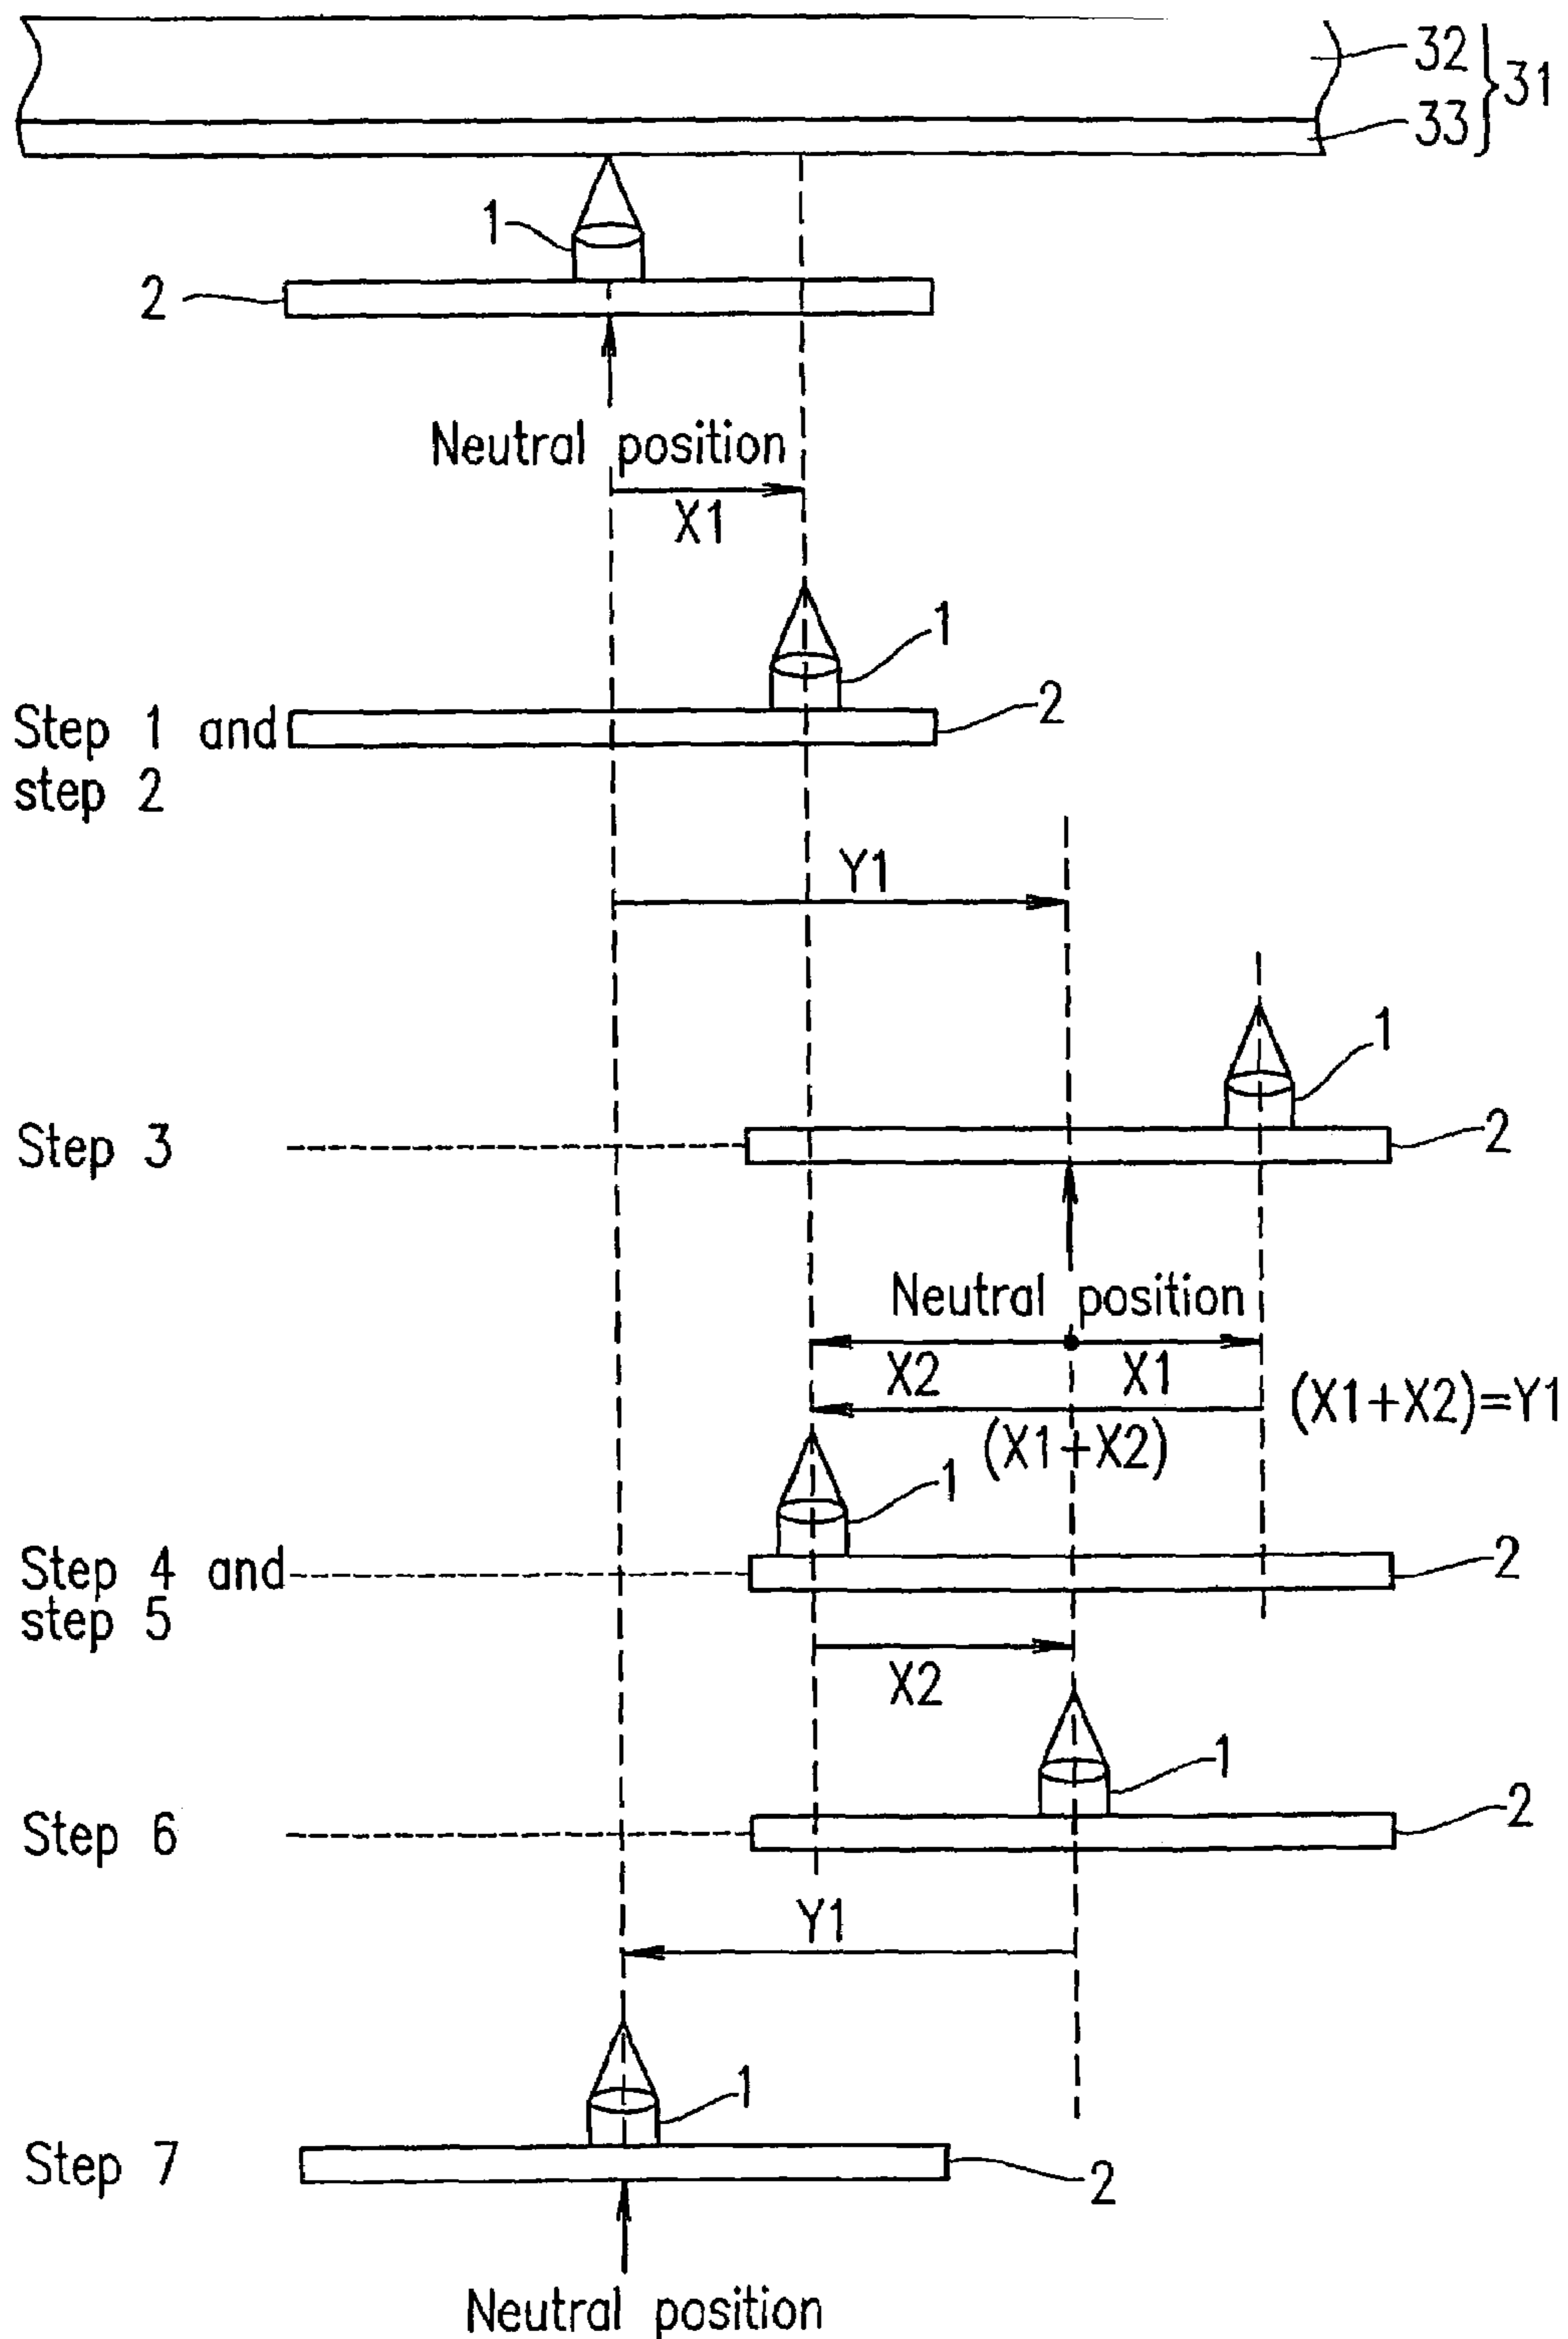 32
33
31
1
2
Neutral position
X1
1
2
Step 1 and
step 2
Y1
1
Step 3
2
Neutral position
X2 X1
(X1+X2)=Y1
(X1+X2)
1
Step 4 and
step 5
2
X2
1
Step 6
2
Y1
1
Step 7
2
Neutral position